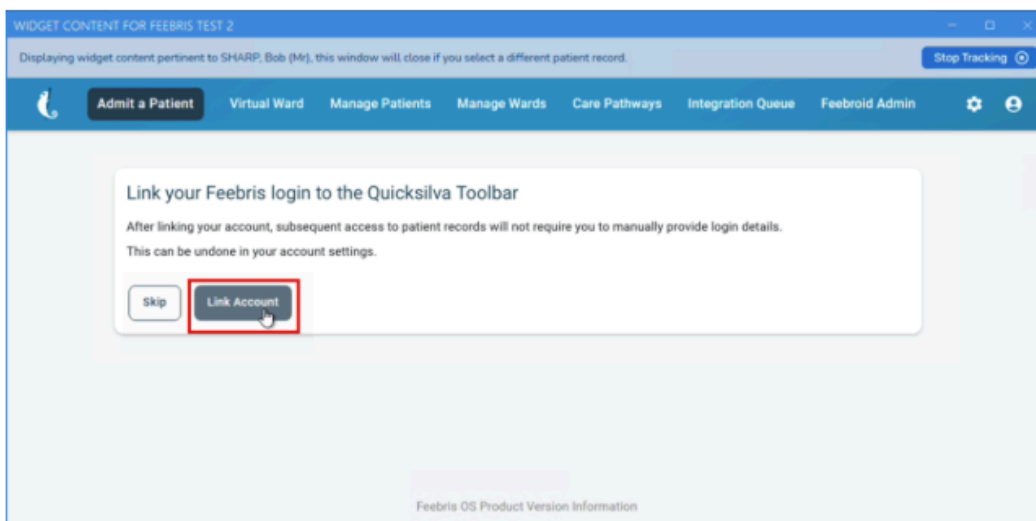 WIDGET CONTENT FOR FEEBRIS TEST 2
Displaying widget content pertinent to SHARP, Bob (Mr), this window will close if you select a different patient record.
Stop Tracking
Admit a Patient Virtual Ward Manage Patients Manage Wards Care Pathways Integration Queue Feebroid Admin
Link your Feebris login to the Quicksilva Toolbar
After linking your account, subsequent access to patient records will not require you to manually provide login details.
This can be undone in your account settings.
Skip Link Account
Feebris OS Product Version Information